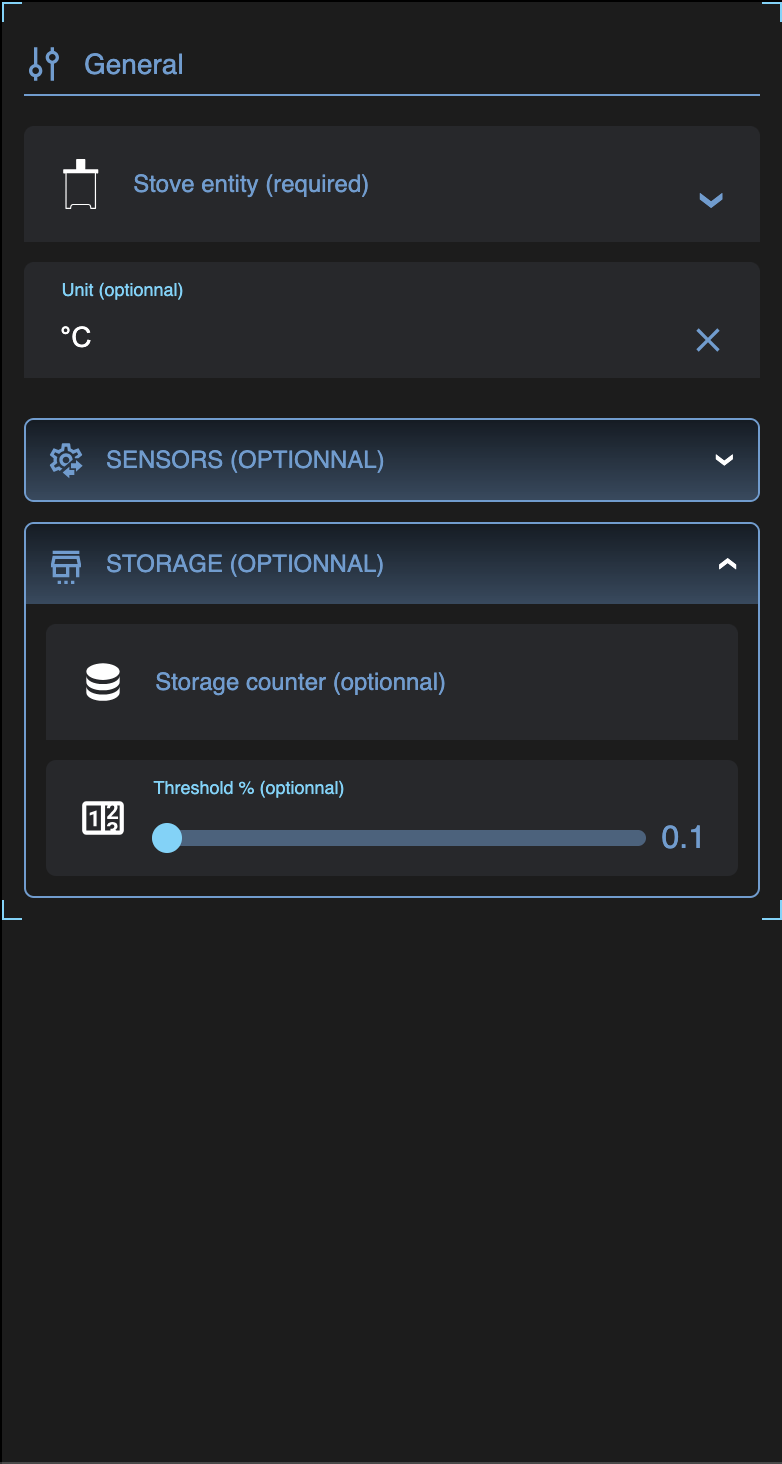 General
Stove entity (required)
Unit (optionnal)
°C
SENSORS (OPTIONNAL)
STORAGE (OPTIONNAL)
Storage counter (optionnal)
Threshold % (optionnal)
0.1